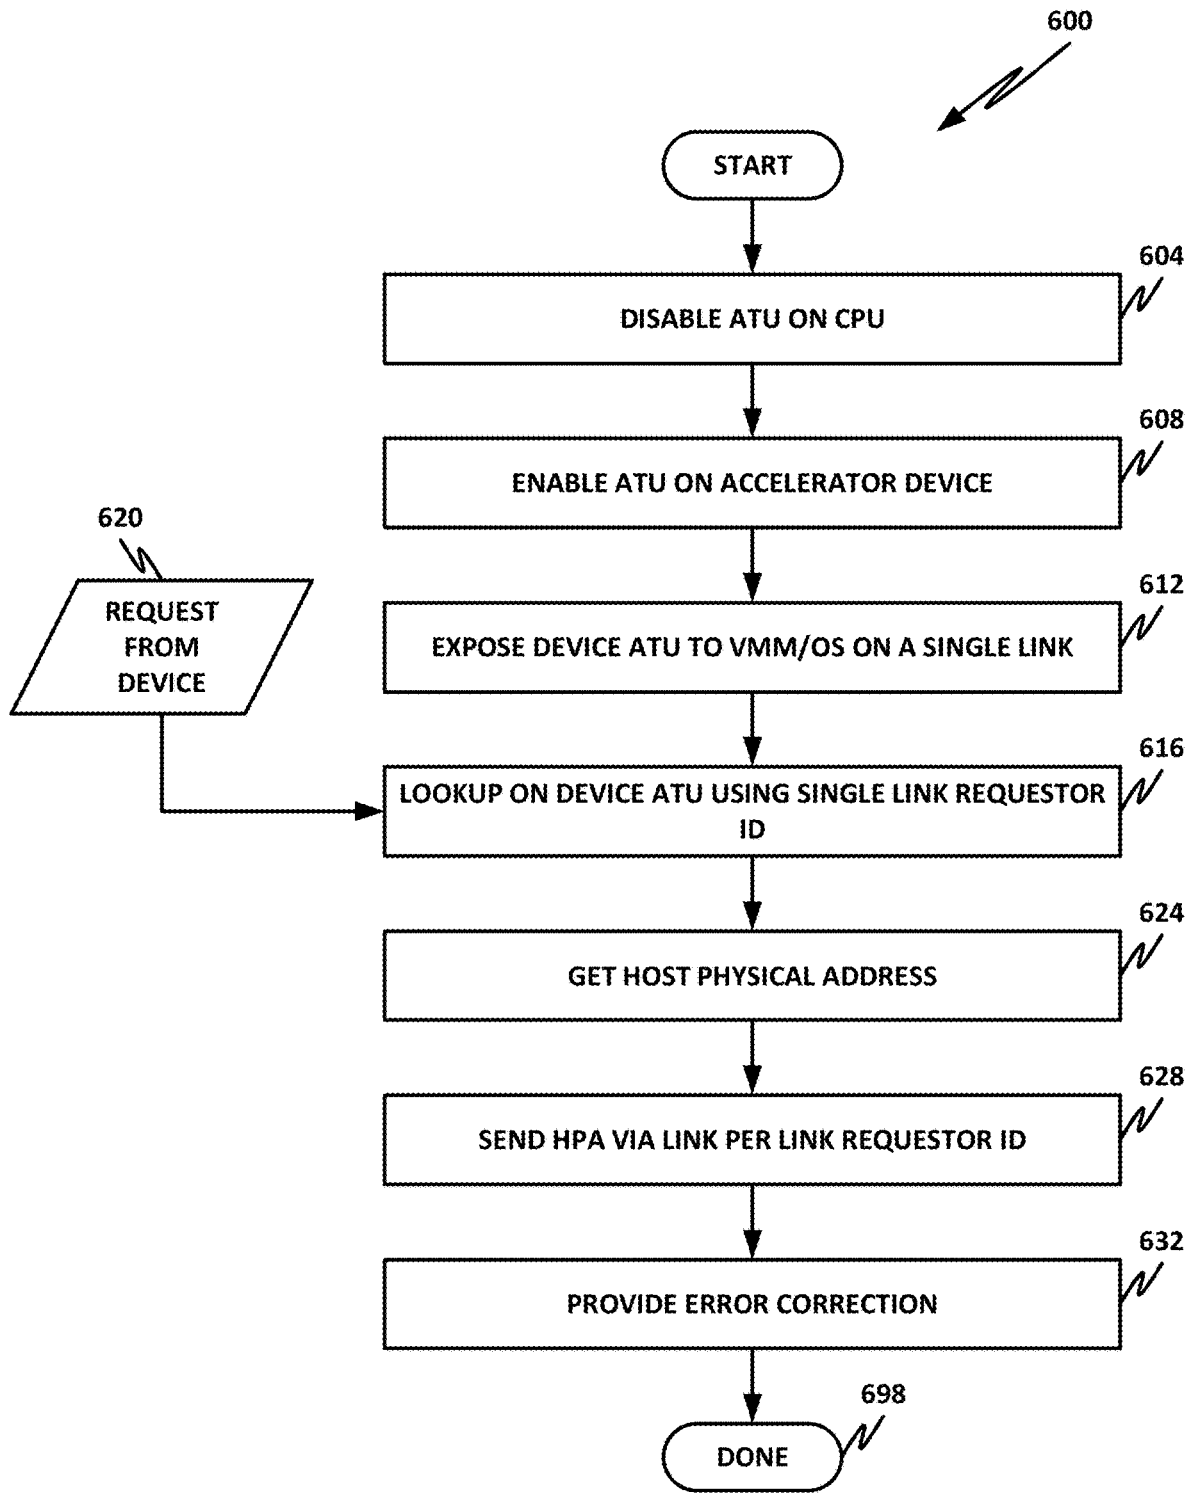 600
START
604
DISABLE ATU ON CPU
608
ENABLE ATU ON ACCELERATOR DEVICE
620
REQUEST
FROM
DEVICE
612
EXPOSE DEVICE ATU TO VMM/OS ON A SINGLE LINK
616
LOOKUP ON DEVICE ATU USING SINGLE LINK REQUESTOR
ID
624
GET HOST PHYSICAL ADDRESS
628
SEND HPA VIA LINK PER LINK REQUESTOR ID
632
PROVIDE ERROR CORRECTION
698
DONE